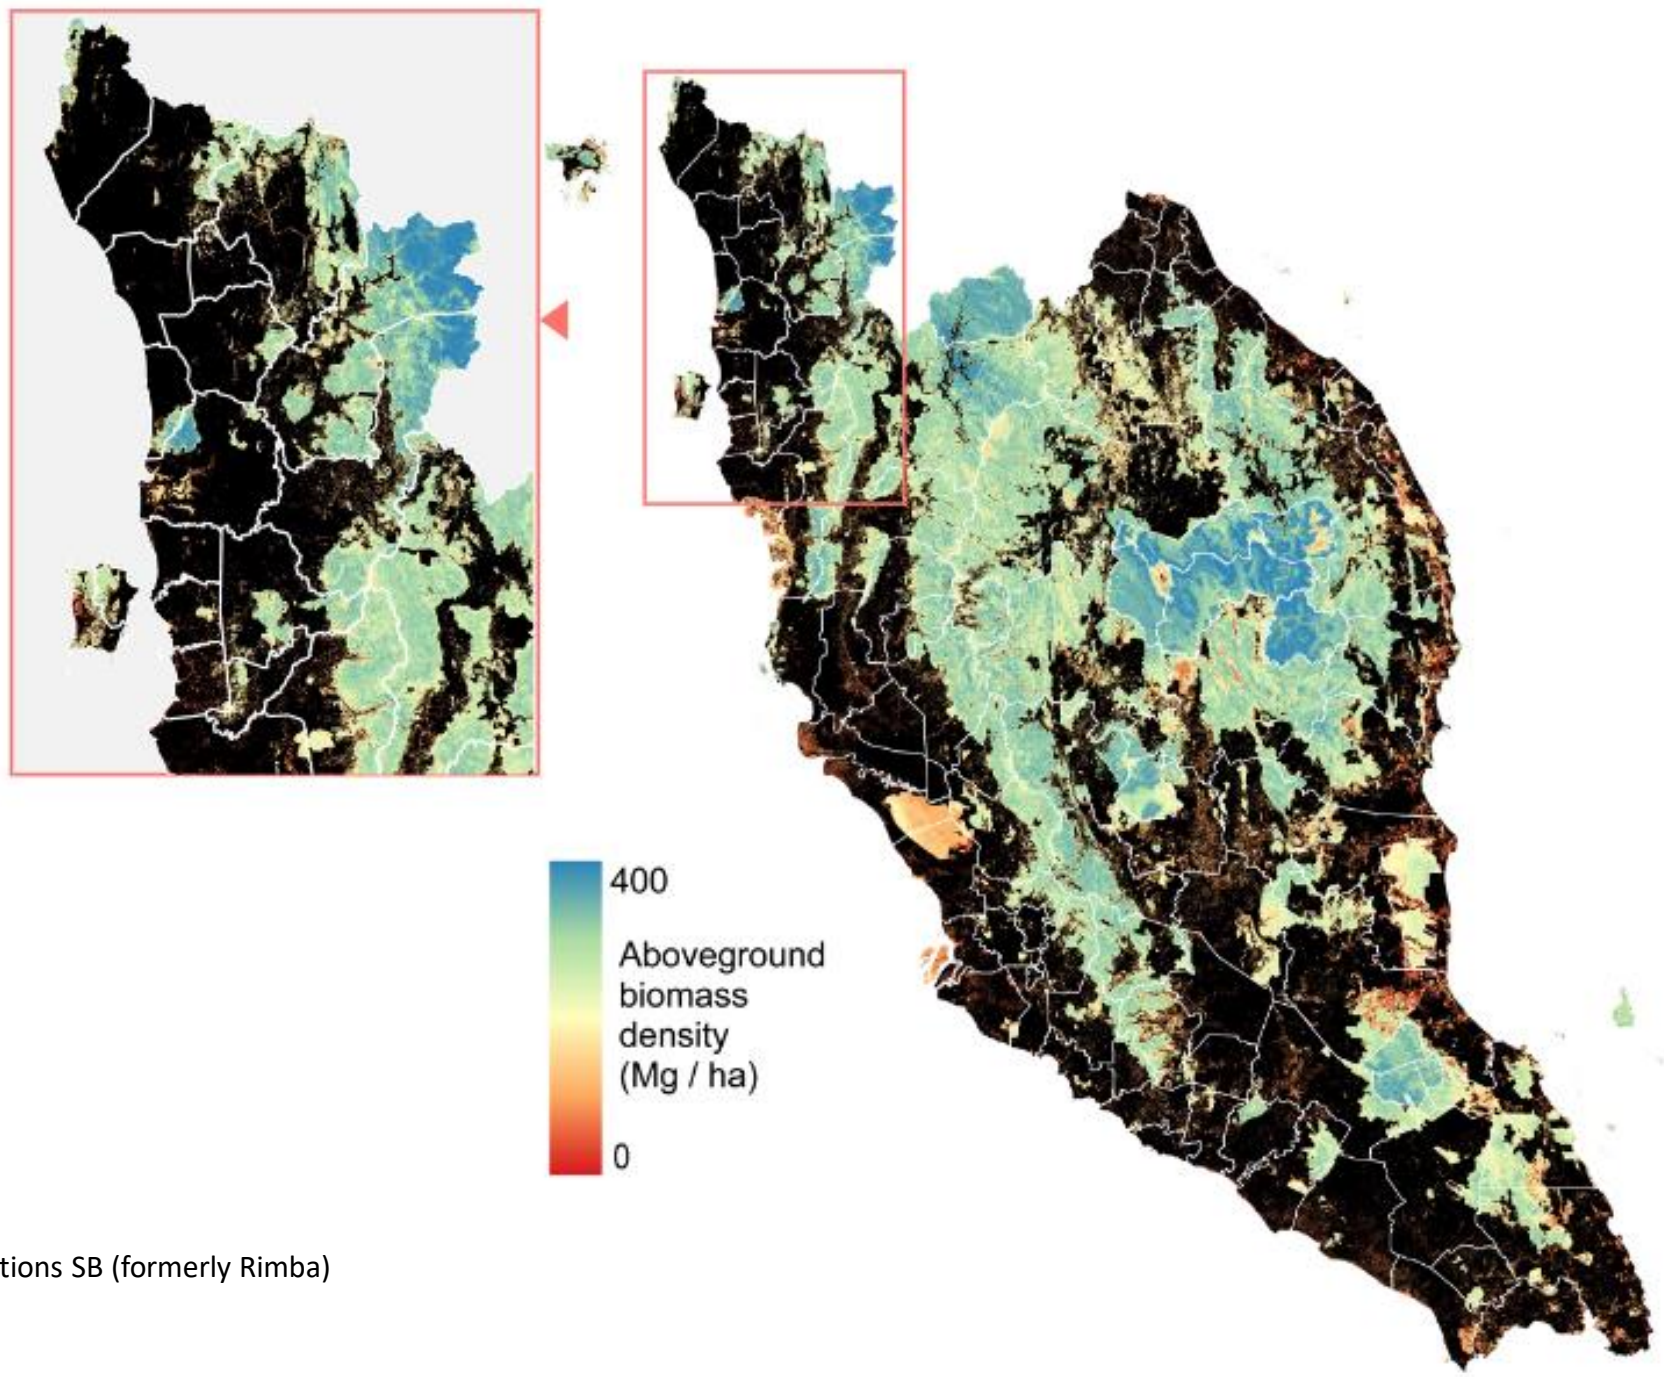 400
Aboveground
biomass
density
(Mg / ha)
0
tions SB (formerly Rimba)